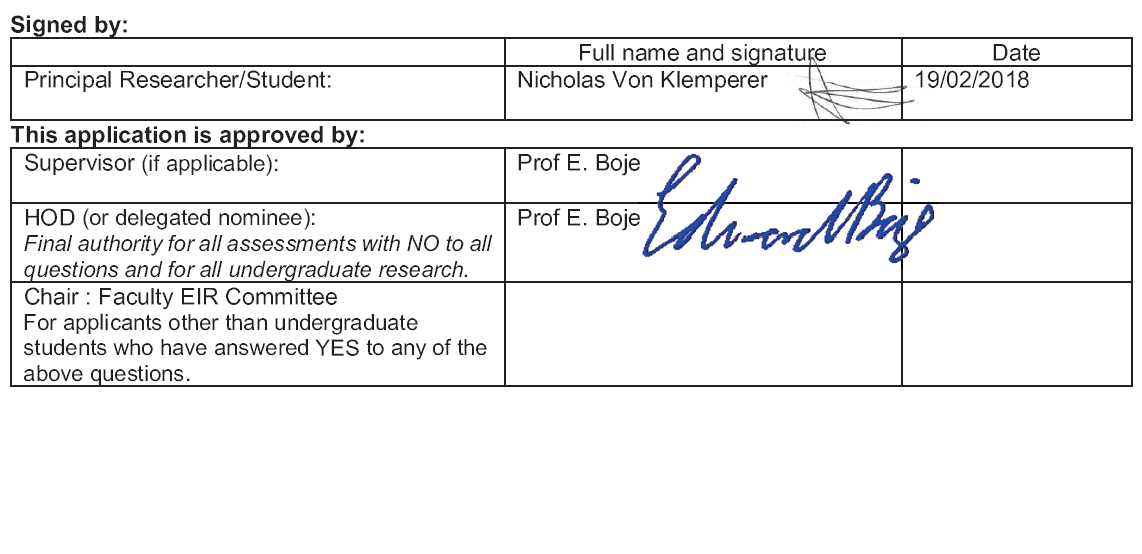 Signed by:
Full name and signature Date
Principal Researcher/Student: Nicholas Von Klemperer 19/02/2018
This application is approved by:
Supervisor (if applicable): Prof E. Boje
HOD (or delegated nominee): Prof E. Boje
Edward Boje
Final authority for all assessments with NO to all
questions and for all undergraduate research.
Chair : Faculty EIR Committee
For applicants other than undergraduate
students who have answered YES to any of the
above questions.